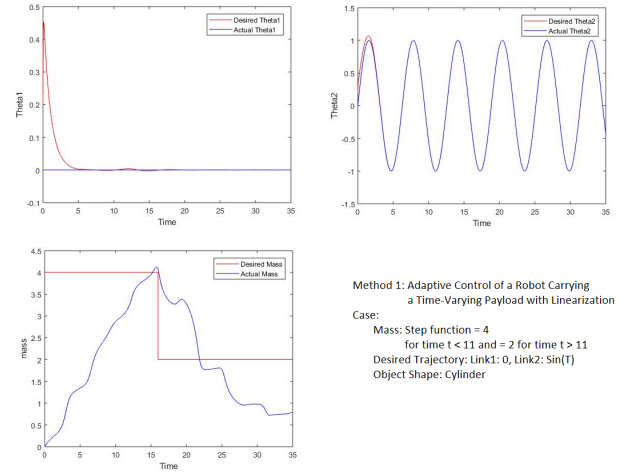 Desired Theta1
Actual Theta1
Theta1
0.5
0.4
0.3
0.2
0.1
0
-0.1
0 5 10 15 20 25 30 35
Time
Desired Theta2
Actual Theta2
Theta2
1.5
1
0.5
0
-0.5
-1
-1.5
0 5 10 15 20 25 30 35
Time
Desired Mass
Actual Mass
mass
4.5
4
3.5
3
2.5
2
1.5
1
0.5
0
0 5 10 15 20 25 30 35
Time
Method 1: Adaptive Control of a Robot Carrying
a Time-Varying Payload with Linearization
Case:
Mass: Step function = 4
for time t < 11 and = 2 for time t > 11
Desired Trajectory: Link1: 0, Link2: Sin(T)
Object Shape: Cylinder